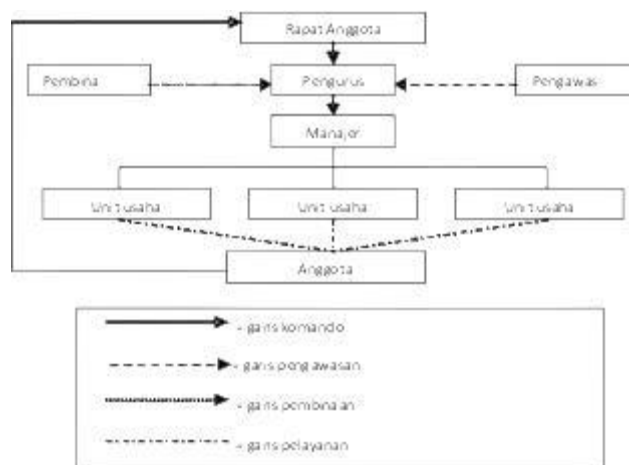 Rapat Anggota
Pembina
Pengurus
Pengawas
Manajer
Unit usaha
Unit usaha
Unit usaha
Anggota
- garis komando
- garis pengawasan
- garis pembinaan
- garis pelayanan